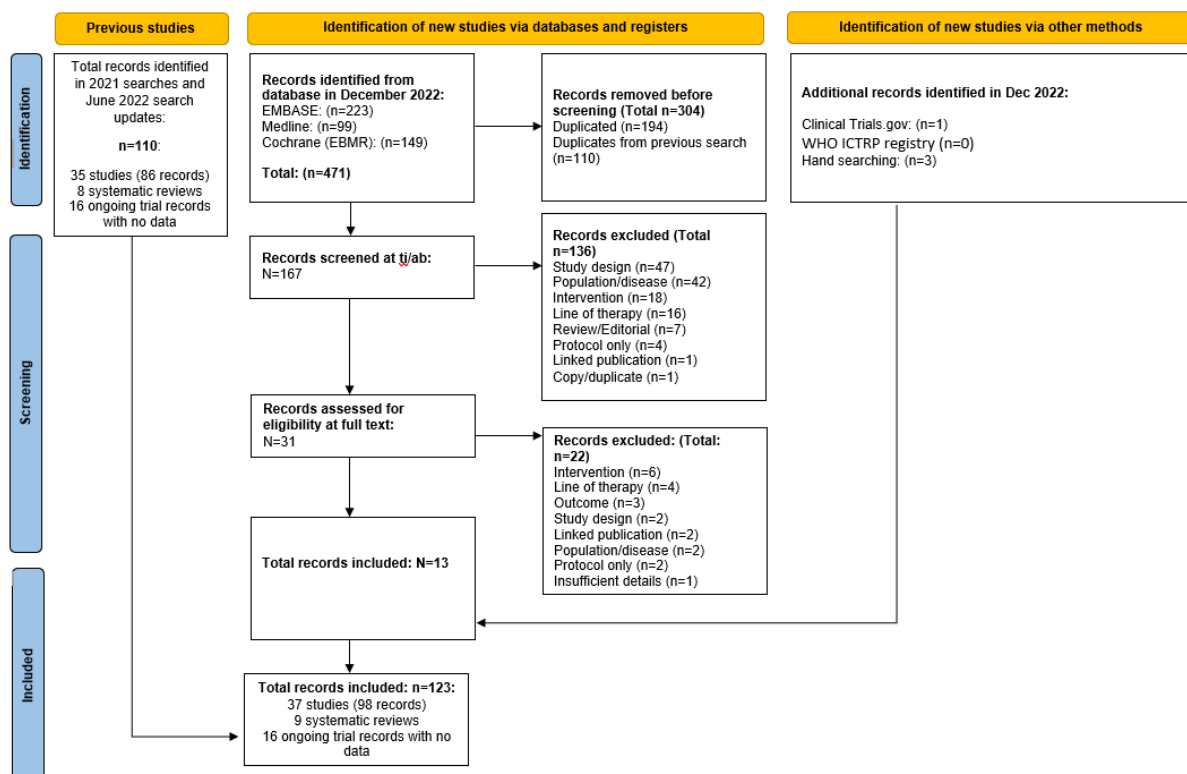 Previous studies
Identification of new studies via databases and registers
Identification of new studies via other methods
Identification
Total records identified
in 2021 searches and
June 2022 search
updates:
n=110:
35 studies (86 records)
8 systematic reviews
16 ongoing trial records
with no data
Records identified from
database in December 2022:
EMBASE: (n=223)
Medline: (n=99)
Cochrane (EBMR): (n=149)
Total: (n=471)
Records removed before
screening (Total n=304)
Duplicated (n=194)
Duplicates from previous search
(n=110)
Additional records identified in Dec 2022:
Clinical Trials.gov: (n=1)
WHO ICTRP registry (n=0)
Hand searching: (n=3)
Screening
Records screened at ti/ab:
N=167
Records excluded (Total
n=136)
Study design (n=47)
Population/disease (n=42)
Intervention (n=18)
Line of therapy (n=16)
Review/Editorial (n=7)
Protocol only (n=4)
Linked publication (n=1)
Copy/duplicate (n=1)
Records assessed for
eligibility at full text:
N=31
Records excluded: (Total:
n=22)
Intervention (n=6)
Line of therapy (n=4)
Outcome (n=3)
Study design (n=2)
Linked publication (n=2)
Population/disease (n=2)
Protocol only (n=2)
Insufficient details (n=1)
Total records included: N=13
Included
Total records included: n=123:
37 studies (98 records)
9 systematic reviews
16 ongoing trial records with no
data